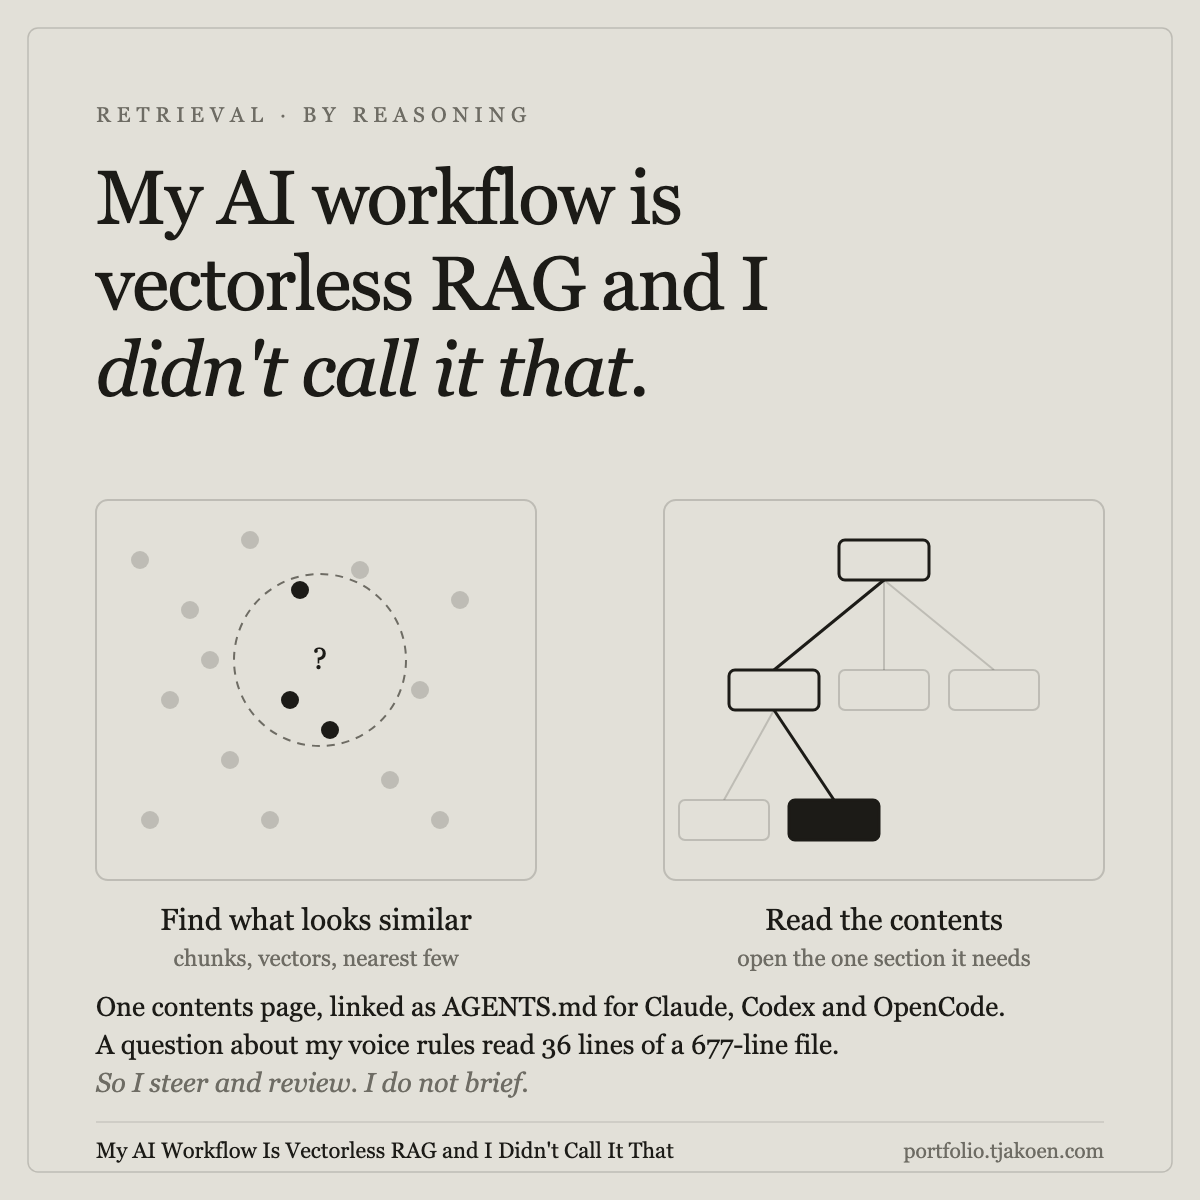 RETRIEVAL · BY REASONING
My AI workflow is
vectorless RAG and I
didn't call it that.
?
Find what looks similar
chunks, vectors, nearest few
Read the contents
open the one section it needs
One contents page, linked as AGENTS.md for Claude, Codex and OpenCode.
A question about my voice rules read 36 lines of a 677-line file.
So I steer and review. I do not brief.
My AI Workflow Is Vectorless RAG and I Didn't Call It That
portfolio.tjakoen.com